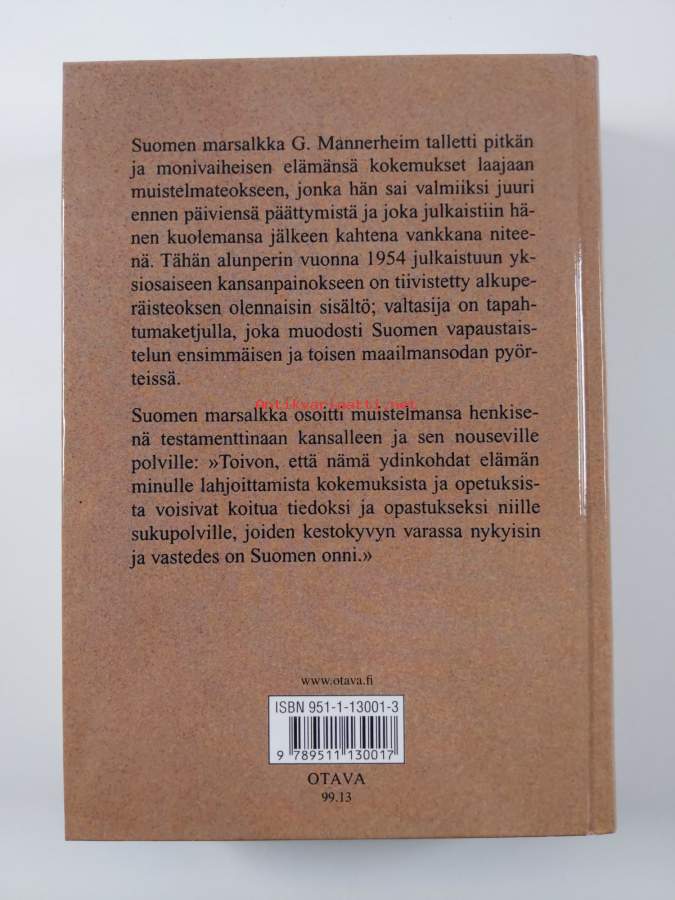 Suomen marsalkka G. Mannerheim talletti pitkän
ja monivaiheisen elämänsä kokemukset laajaan
muistelmateokseen, jonka hän sai valmiiksi juuri
ennen päiviensä päättymistä ja joka julkaistiin hä-
nen kuolemansa jälkeen kahtena vankkana nitee-
nä. Tähän alunperin vuonna 1954 julkaistuun yk-
siosaiseen kansanpainokseen on tiivistetty alkupe-
räisteoksen olennaisin sisältö; valtasija on tapah-
tumaketjulla, joka muodosti Suomen vapaustais-
telun ensimmäisen ja toisen maailmansodan pyör-
teissä.
Antikvariaatti.net
Suomen marsalkka osoitti muistelmansa henkise-
nä testamenttinaan kansalleen ja sen nouseville
polville: »Toivon, että nämä ydinkohdat elämän
minulle lahjoittamista kokemuksista ja opetuksis-
ta voisivat koitua tiedoksi ja opastukseksi niille
sukupolville, joiden kestokyvyn varassa nykyisin
ja vastedes on Suomen onni.»
www.otava.fi
ISBN 951-1-13001-3
9 789511 130017
OTAVA
99.13